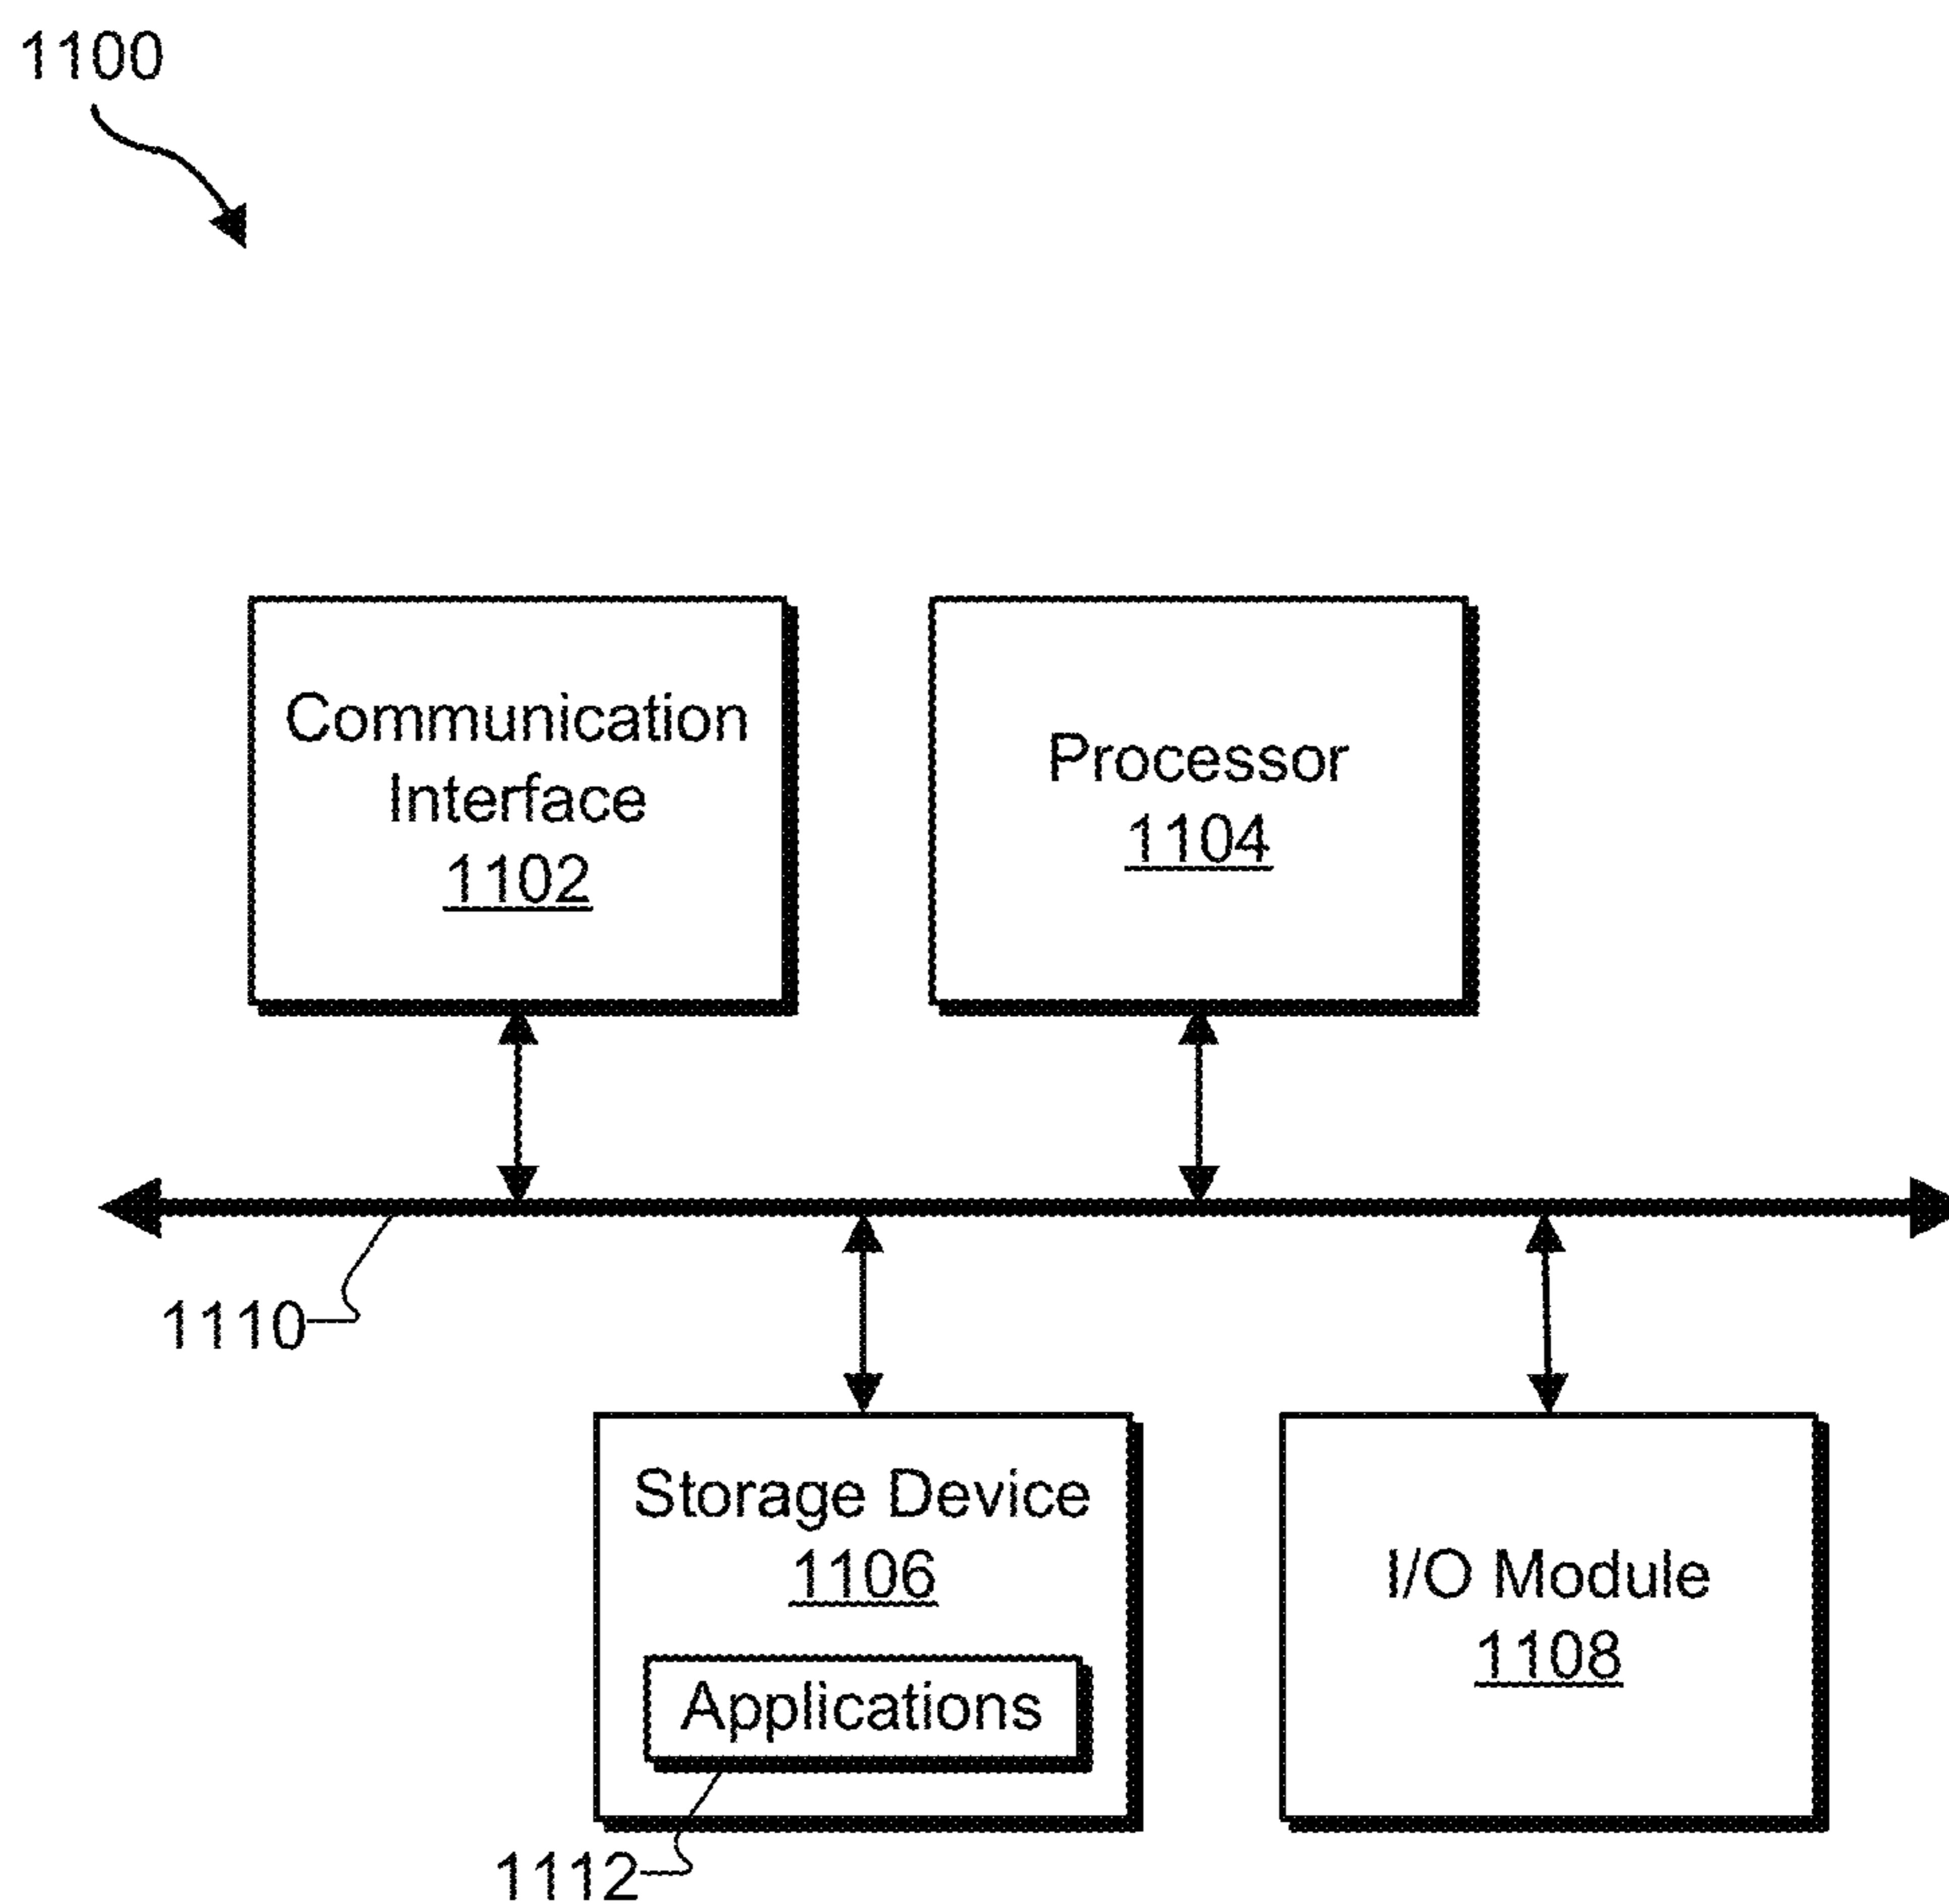 1100
Communication
Interface
1102
Processor
1104
1110
Storage Device
1106
Applications
1112
I/O Module
1108